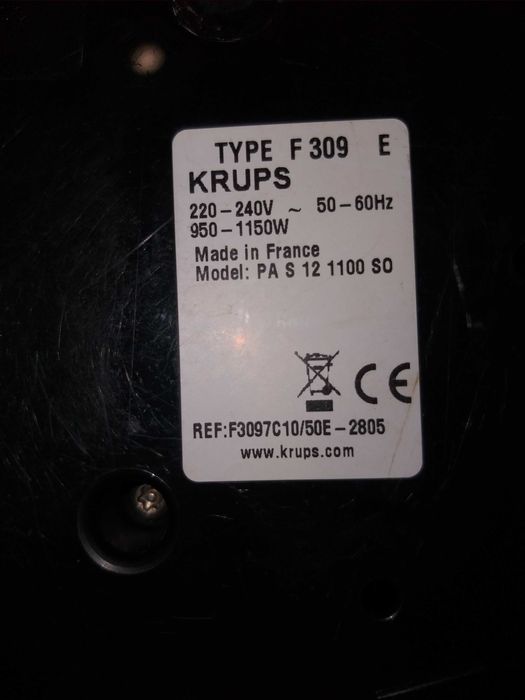 TYPE F 309 E
KRUPS
220-240V ~ 50-60Hz
950-1150W
Made in France
Model: PA S 12 1100 SO
CE
REF:F3097C10/50E-2805
www.krups.com